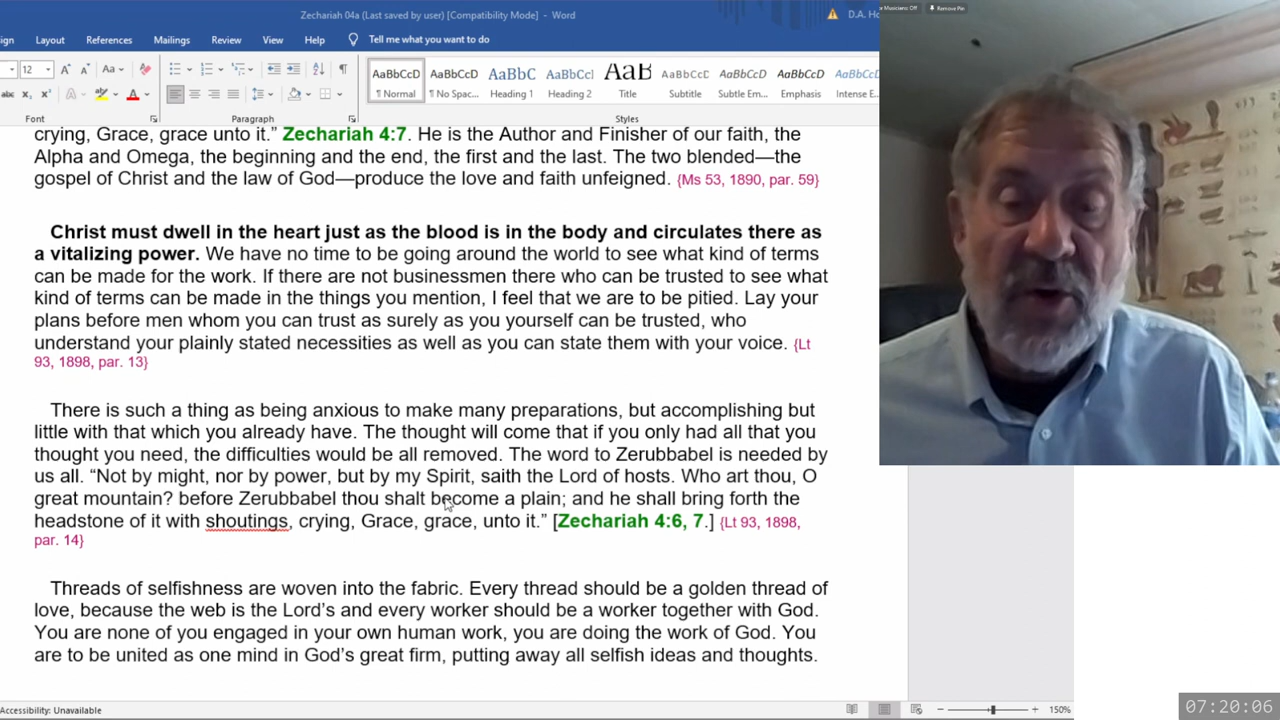 Zechariah 04a (Last saved by user) [Compatibility Mode] - Word
D.A. Ho
or Musicians: Off
Remove Pin
ign Layout References Mailings Review View Help Tell me what you want to do
12 Aa
abc x₂ x² A ab A
AaBbCcD AaBbCcD AaBbC AaBbCcI AaB AaBbCcD AaBbCcD AaBbCcD AaBbCcD
¶ Normal ¶ No Spac... Heading 1 Heading 2 Title Subtitle Subtle Em... Emphasis Intense E...
Font Paragraph Styles
crying, Grace, grace unto it.” Zechariah 4:7. He is the Author and Finisher of our faith, the
Alpha and Omega, the beginning and the end, the first and the last. The two blended—the
gospel of Christ and the law of God—produce the love and faith unfeigned. {Ms 53, 1890, par. 59}
Christ must dwell in the heart just as the blood is in the body and circulates there as
a vitalizing power. We have no time to be going around the world to see what kind of terms
can be made for the work. If there are not businessmen there who can be trusted to see what
kind of terms can be made in the things you mention, I feel that we are to be pitied. Lay your
plans before men whom you can trust as surely as you yourself can be trusted, who
understand your plainly stated necessities as well as you can state them with your voice. {Lt
93, 1898, par. 13}
There is such a thing as being anxious to make many preparations, but accomplishing but
little with that which you already have. The thought will come that if you only had all that you
thought you need, the difficulties would be all removed. The word to Zerubbabel is needed by
us all. “Not by might, nor by power, but by my Spirit, saith the Lord of hosts. Who art thou, O
great mountain? before Zerubbabel thou shalt become a plain; and he shall bring forth the
headstone of it with shoutings, crying, Grace, grace, unto it.” [Zechariah 4:6, 7.] {Lt 93, 1898,
par. 14}
Threads of selfishness are woven into the fabric. Every thread should be a golden thread of
love, because the web is the Lord’s and every worker should be a worker together with God.
You are none of you engaged in your own human work, you are doing the work of God. You
are to be united as one mind in God’s great firm, putting away all selfish ideas and thoughts.
Accessibility: Unavailable
150%
07:20:06